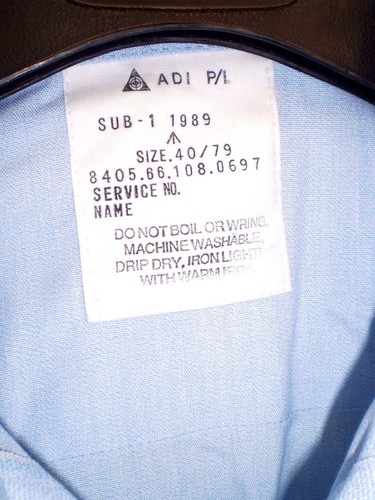 ADI P/L
SUB-1 1989
SIZE.40/79
8405.66.108.0697
SERVICE NO.
NAME
DO NOT BOIL OR WRING.
MACHINE WASHABLE,
DRIP DRY, IRON LIGHTLY
WITH WARM IRON